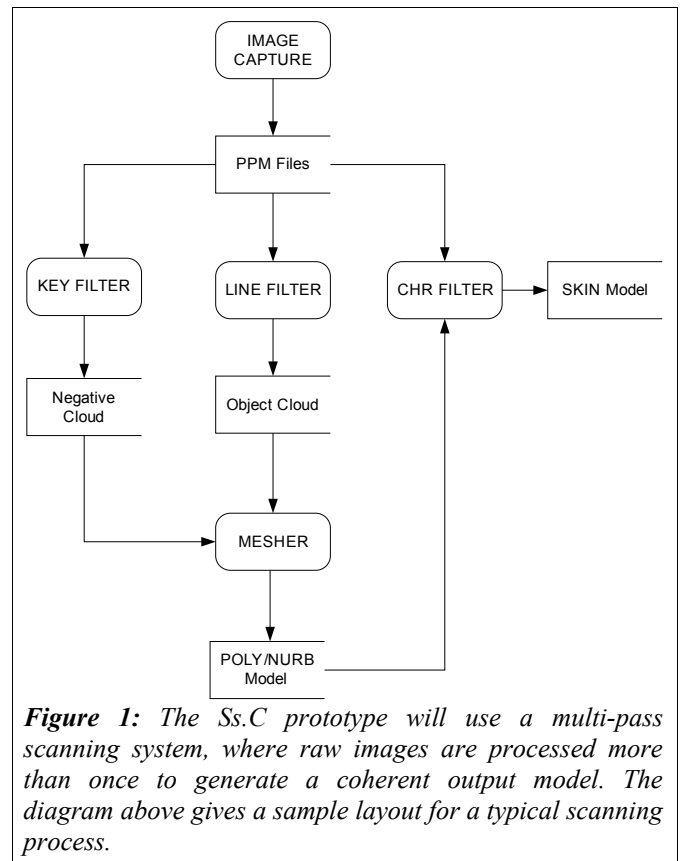 IMAGE
CAPTURE
PPM Files
KEY FILTER
LINE FILTER
CHR FILTER
SKIN Model
Negative
Cloud
Object Cloud
MESHER
POLY/NURB
Model
Figure 1: The Ss.C prototype will use a multi-pass
scanning system, where raw images are processed more
than once to generate a coherent output model. The
diagram above gives a sample layout for a typical scanning
process.